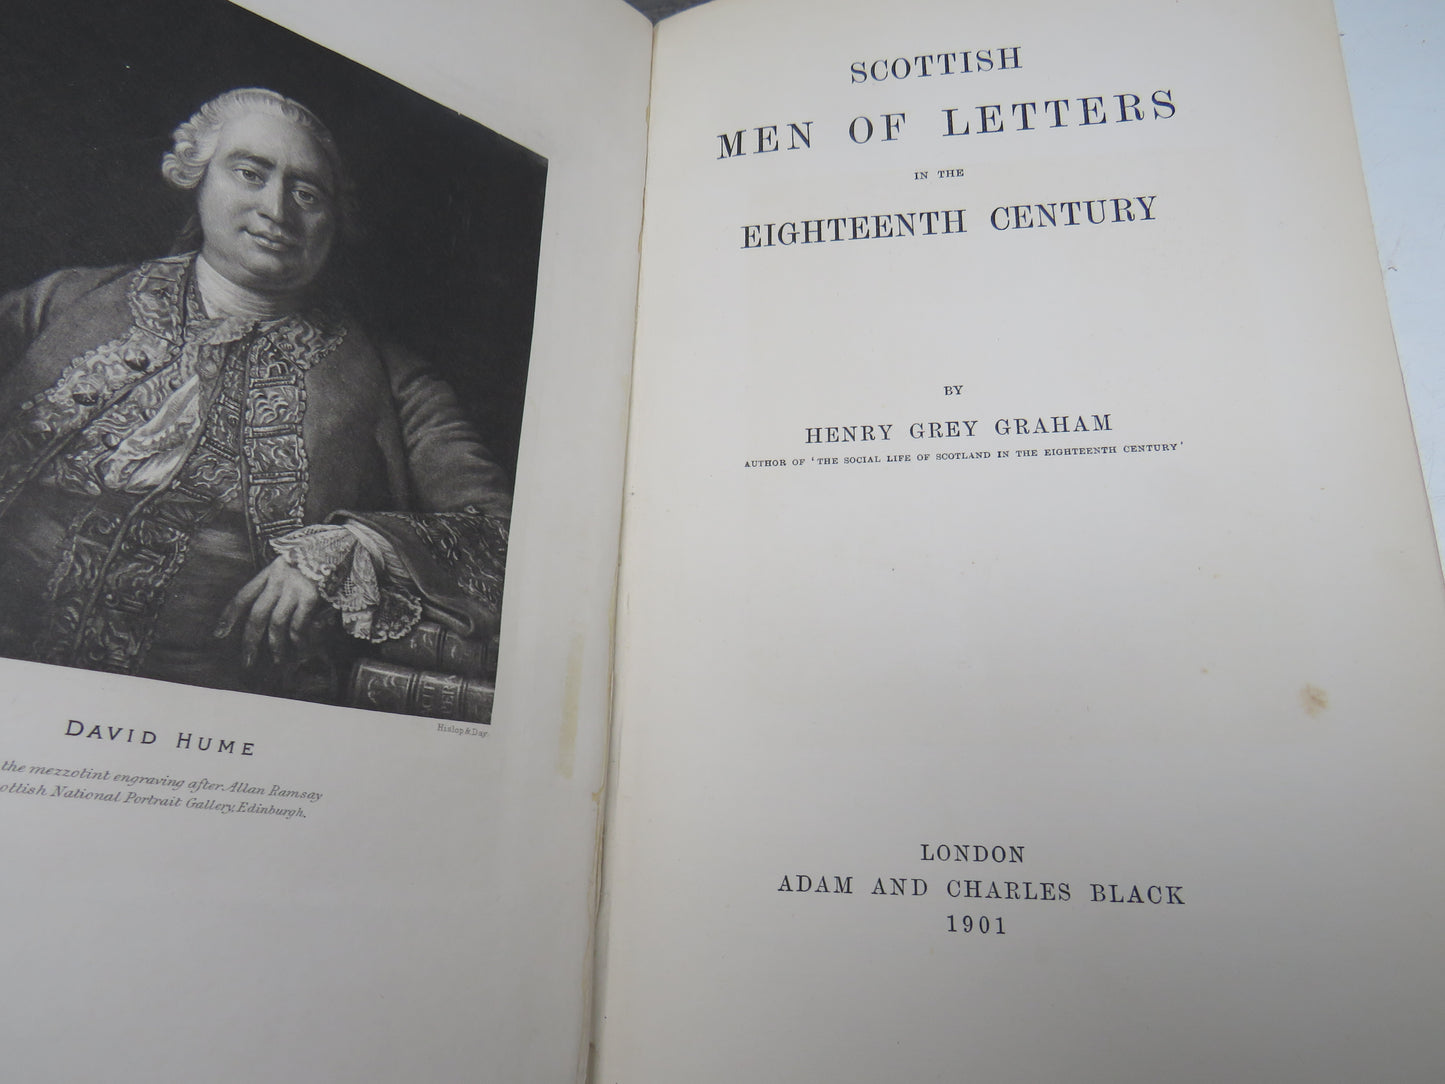 DAVID HUME
Hislop & Day.
the mezzotint engraving after Allan Ramsay
National Portrait Gallery, Edinburgh.
SCOTTISH
MEN OF LETTERS
IN THE
EIGHTEENTH CENTURY
BY
HENRY GREY GRAHAM
AUTHOR OF 'THE SOCIAL LIFE OF SCOTLAND IN THE EIGHTEENTH CENTURY'
LONDON
ADAM AND CHARLES BLACK
1901